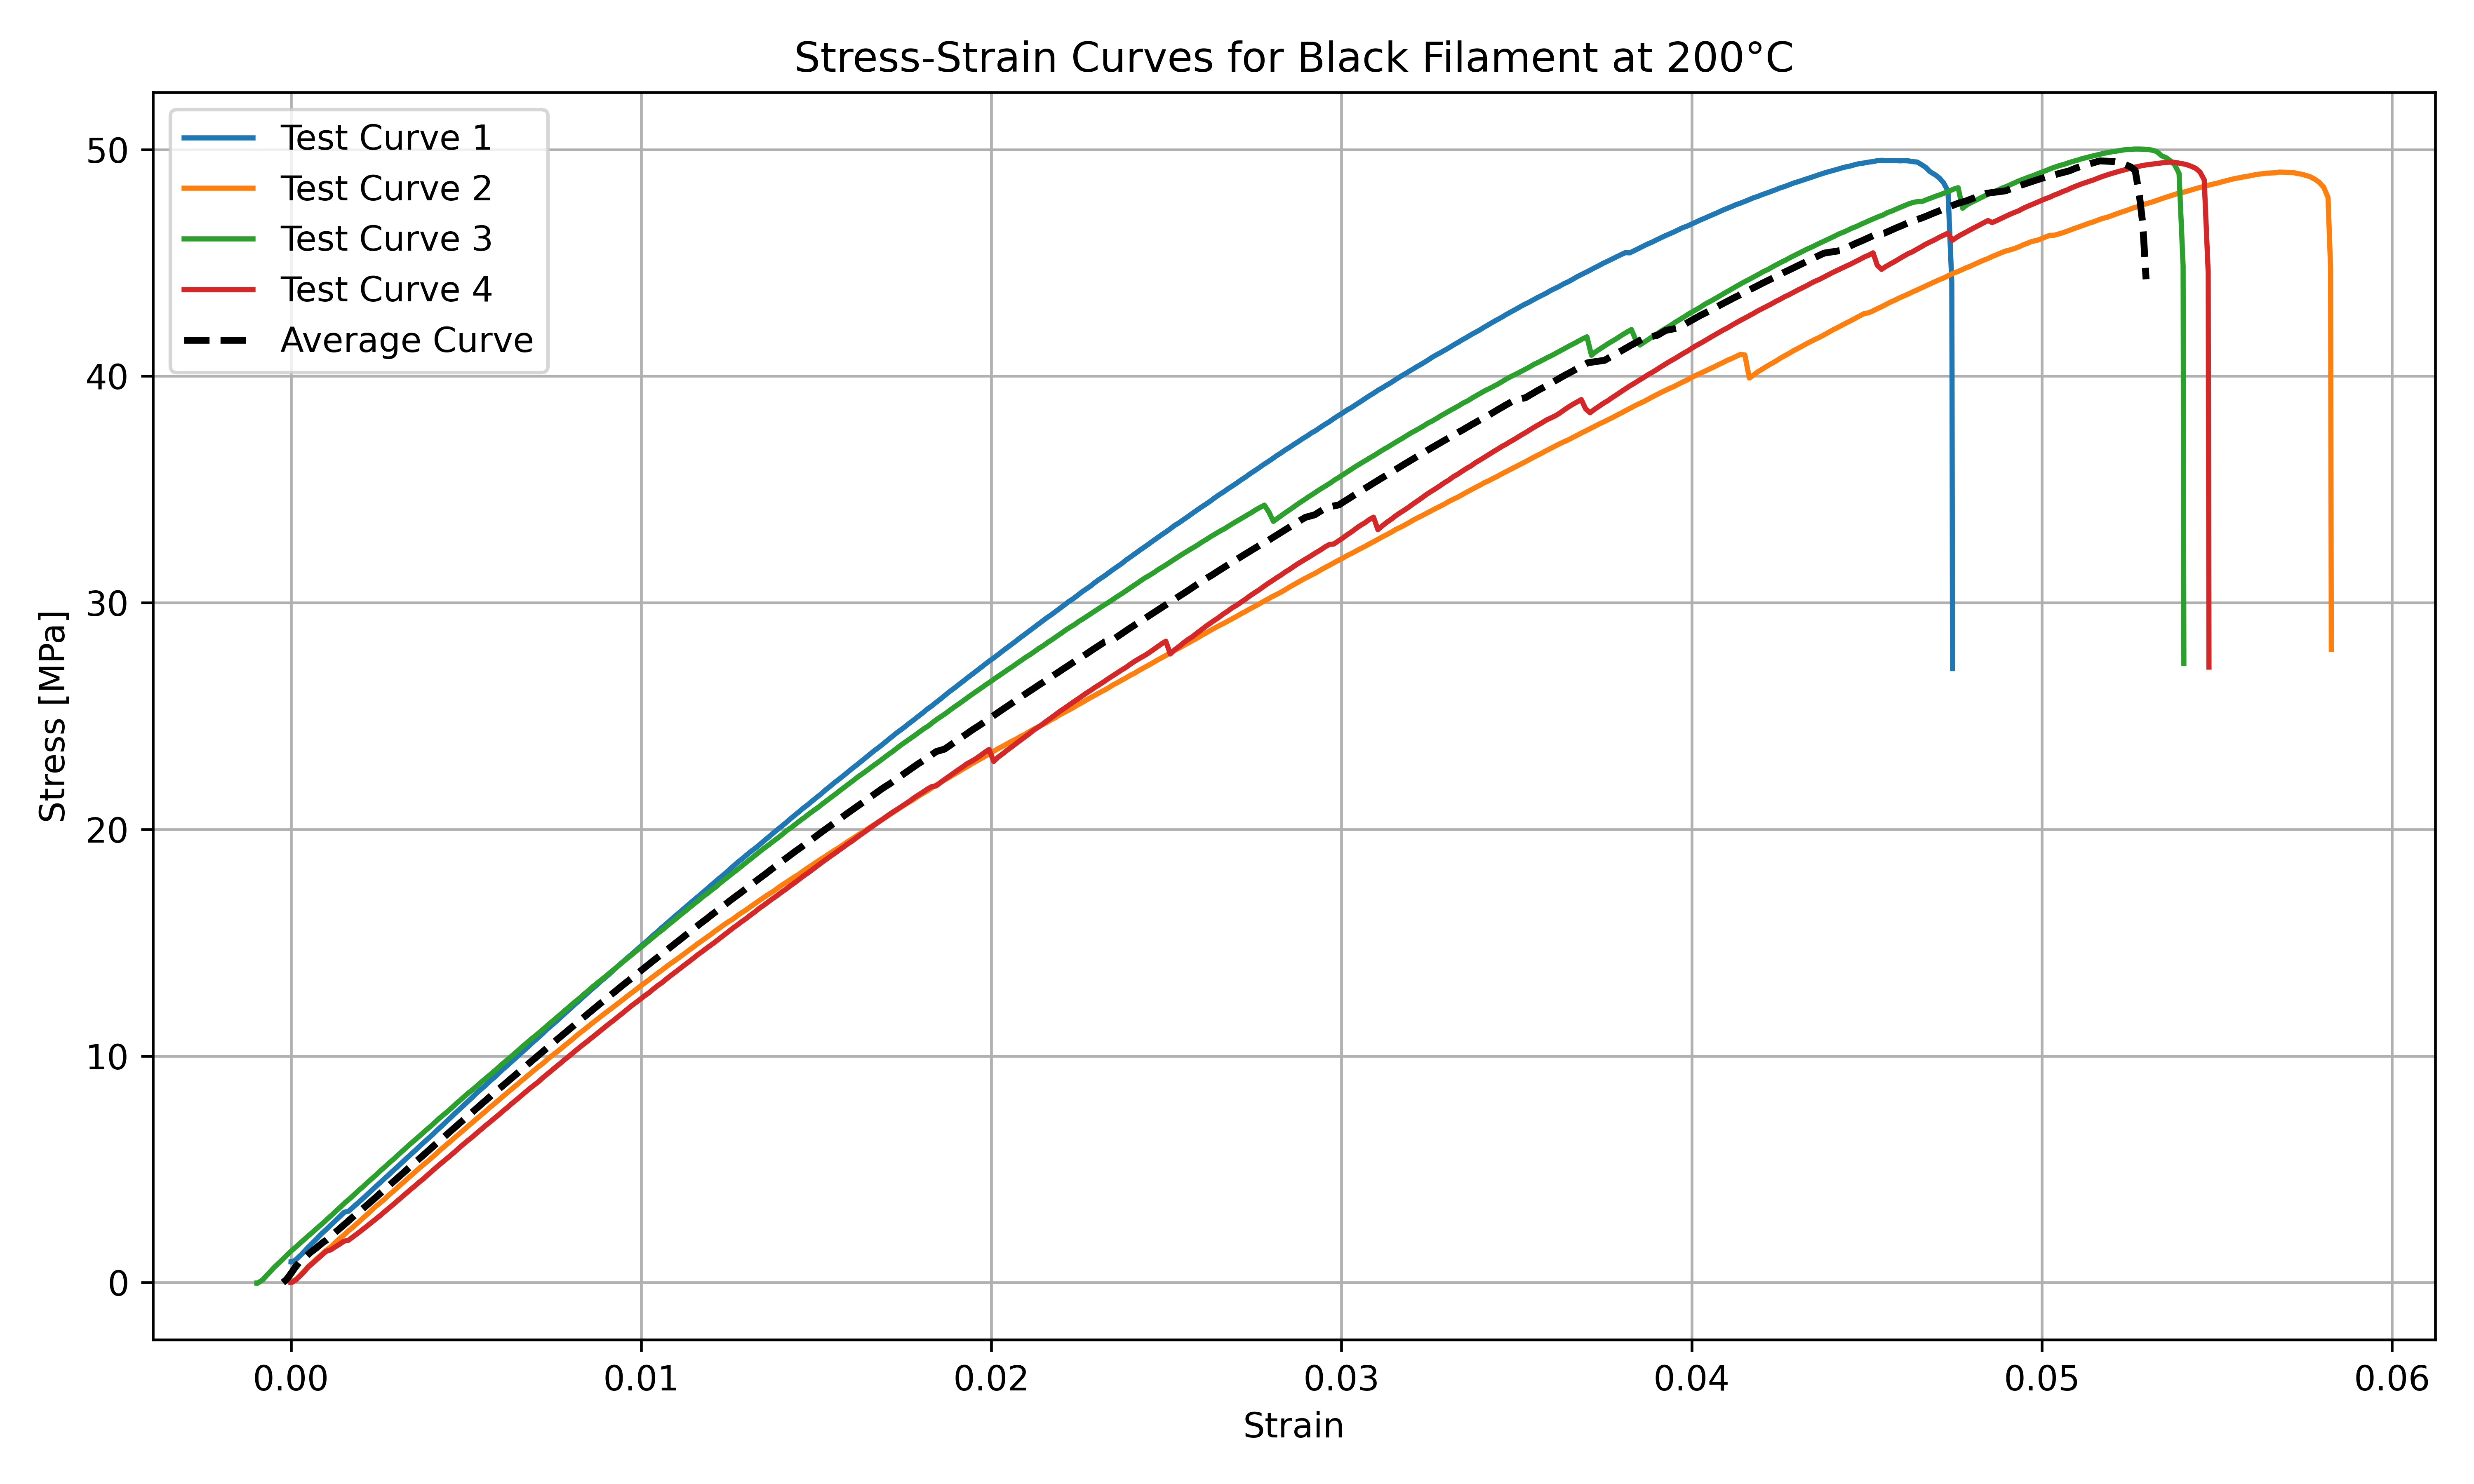 Stress-Strain Curves for Black Filament at 200°C
Test Curve 1
Test Curve 2
Test Curve 3
Test Curve 4
Average Curve
Stress [MPa]
50
40
30
20
10
0
0.00 0.01 0.02 0.03 0.04 0.05 0.06
Strain